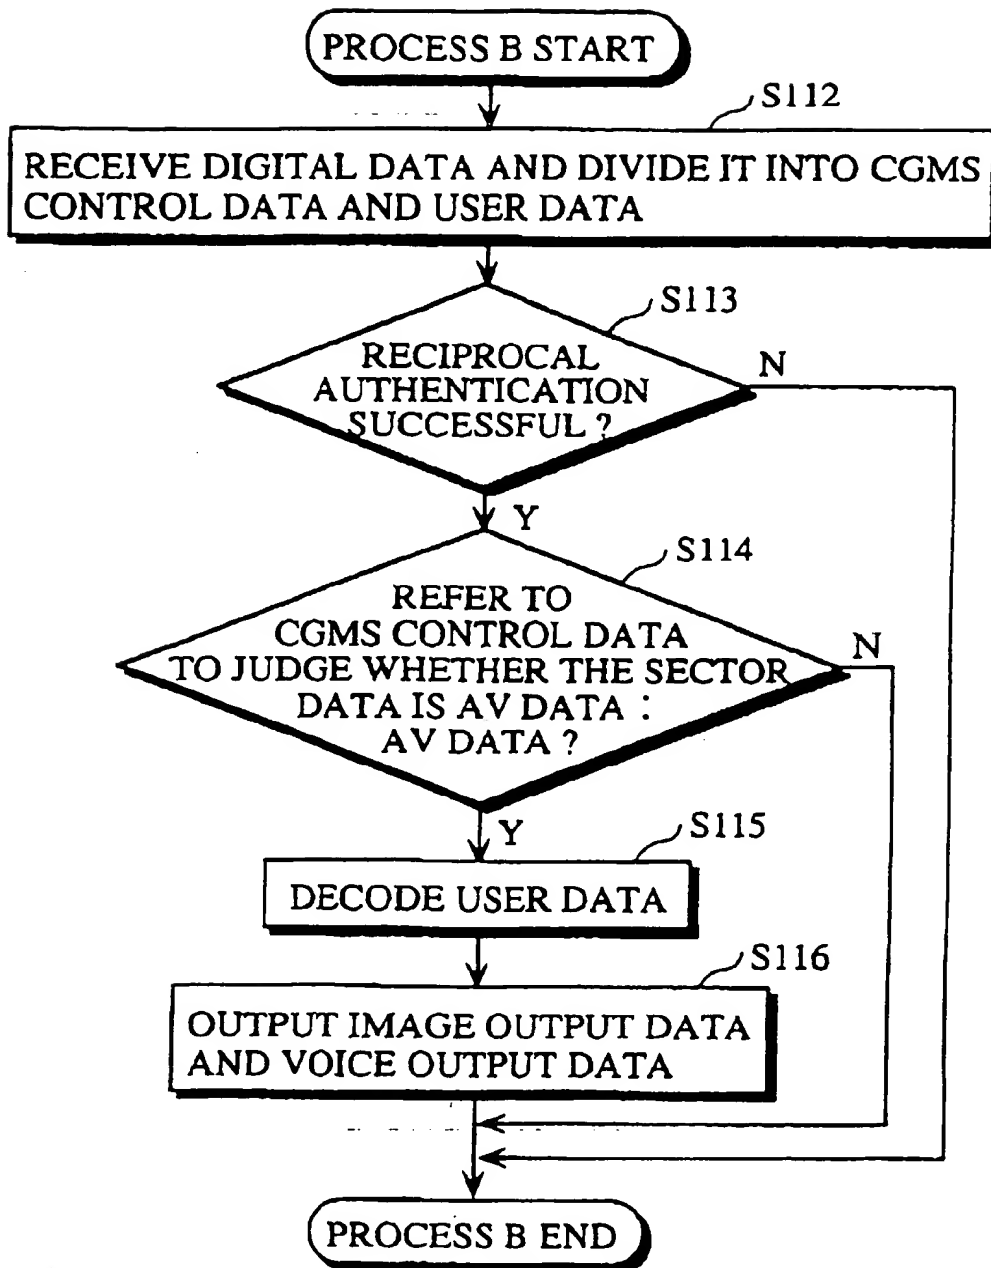 PROCESS B START
S112
RECEIVE DIGITAL DATA AND DIVIDE IT INTO CGMS
CONTROL DATA AND USER DATA
S113
RECIPROCAL
AUTHENTICATION
SUCCESSFUL ?
N
Y
S114
REFER TO
CGMS CONTROL DATA
TO JUDGE WHETHER THE SECTOR
DATA IS AV DATA :
AV DATA ?
N
Y
S115
DECODE USER DATA
S116
OUTPUT IMAGE OUTPUT DATA
AND VOICE OUTPUT DATA
PROCESS B END